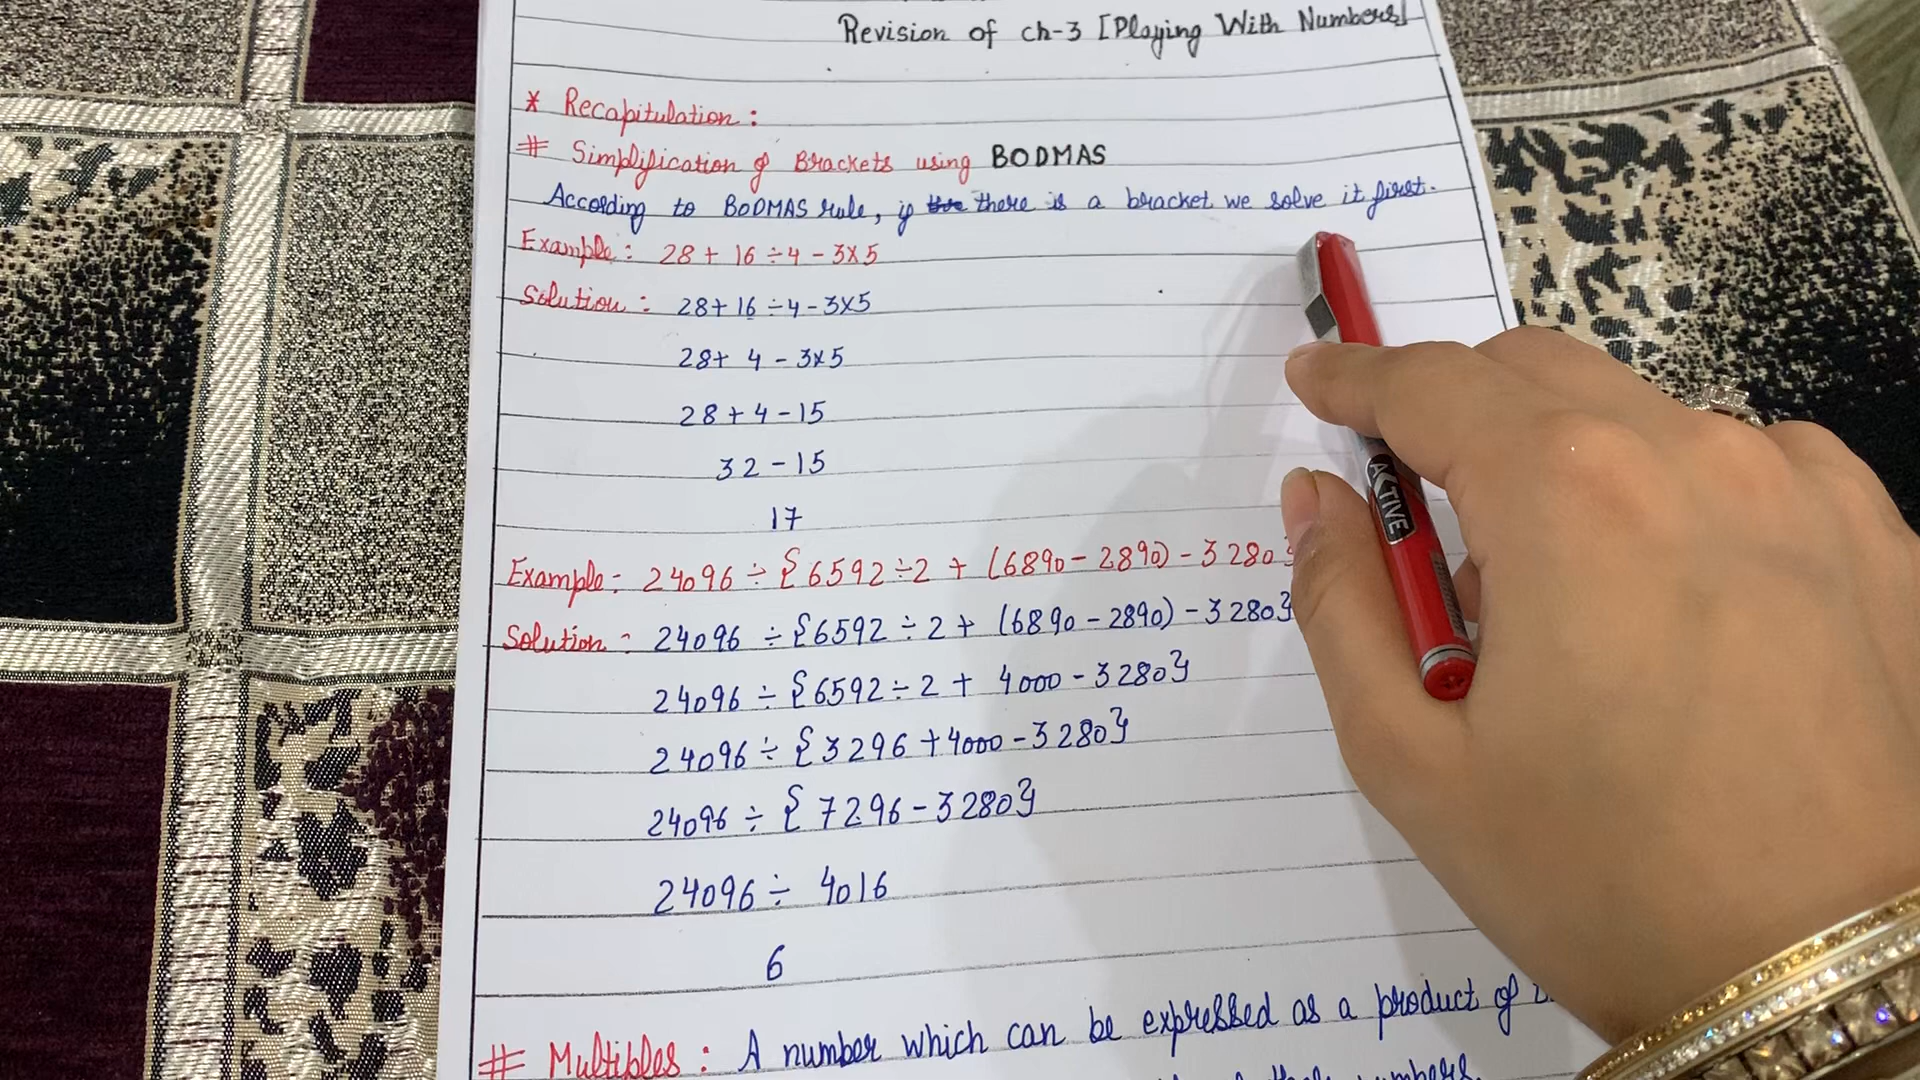 Revision of ch-3 [Playing With Numbers]
* Recapitulation :
# Simplification of Brackets using BODMAS
According to BODMAS rule, if there is a bracket we solve it first.
Example : 28 + 16 ÷ 4 - 3x5
Solution : 28 + 16 ÷ 4 - 3x5
28 + 4 - 3x5
28 + 4 - 15
32 - 15
17
Example - 24096 ÷ { 6592 ÷ 2 + (6890 - 2890) - 3280}
Solution : 24096 ÷ {6592 ÷ 2 + (6890 - 2890) - 3280}
24096 ÷ {6592 ÷ 2 + 4000 - 3280}
24096 ÷ {3296 + 4000 - 3280}
24096 ÷ {7296 - 3280}
24096 ÷ 4016
6
# Multiples : A number which can be expressed as a product of
numbers.
ACTIVE